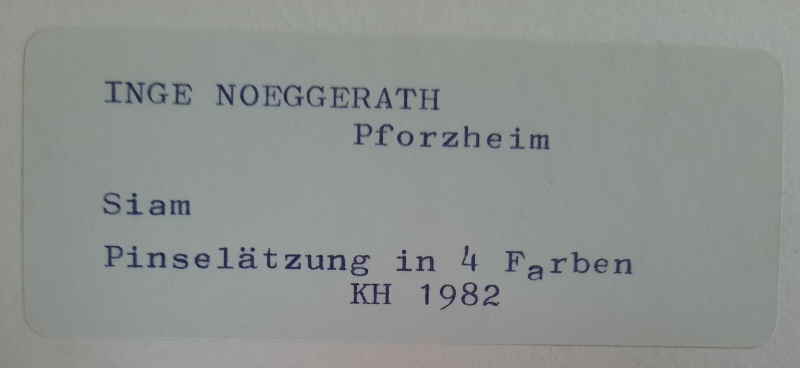 INGE NOEGGERATH
Pforzheim
Siam
Pinselätzung in 4 Farben
KH 1982